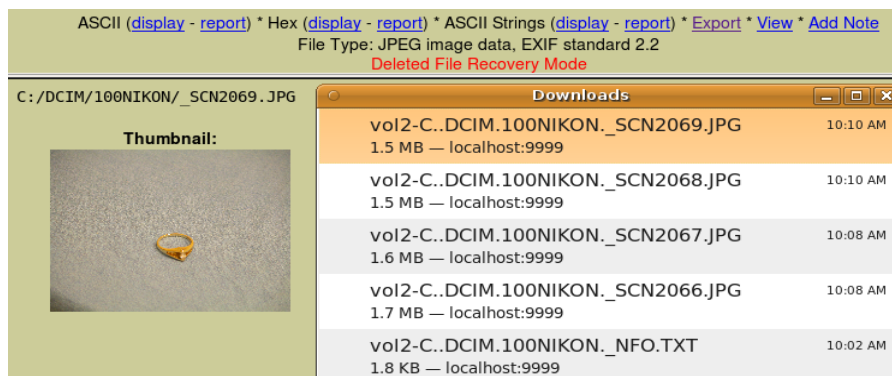 ASCII (display - report) * Hex (display - report) * ASCII Strings (display - report) * Export * View * Add Note
File Type: JPEG image data, EXIF standard 2.2
Deleted File Recovery Mode
C:/DCIM/100NIKON/_SCN2069.JPG
Thumbnail:
Downloads
vol2-C..DCIM.100NIKON._SCN2069.JPG 10:10 AM
1.5 MB — localhost:9999
vol2-C..DCIM.100NIKON._SCN2068.JPG 10:10 AM
1.5 MB — localhost:9999
vol2-C..DCIM.100NIKON._SCN2067.JPG 10:08 AM
1.6 MB — localhost:9999
vol2-C..DCIM.100NIKON._SCN2066.JPG 10:08 AM
1.7 MB — localhost:9999
vol2-C..DCIM.100NIKON._NFO.TXT 10:02 AM
1.8 KB — localhost:9999